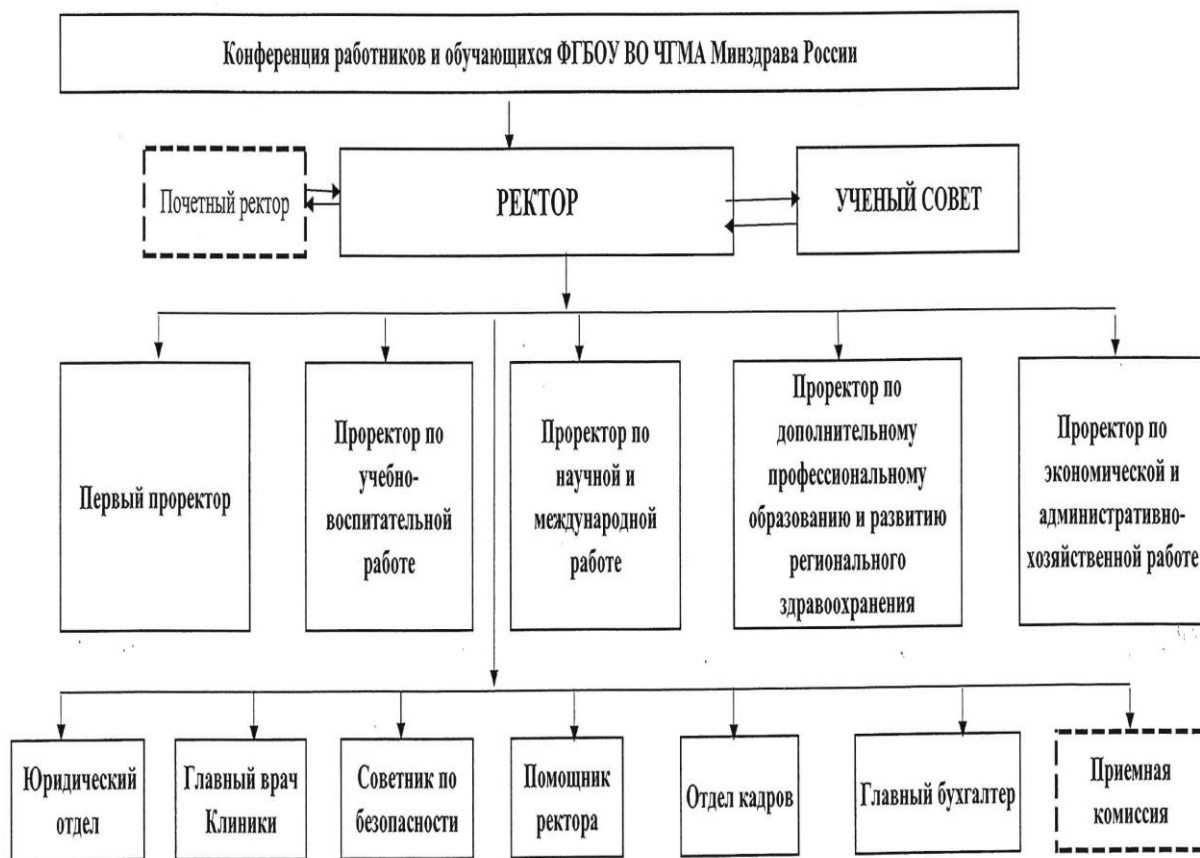 Конференция работников и обучающихся ФГБОУ ВО ЧГМА Минздрава России
Почетный ректор
РЕКТОР
УЧЕНЫЙ СОВЕТ
Первый проректор
Проректор по
учебно-
воспитательной
работе
Проректор по
научной и
международной
работе
Проректор по
дополнительному
профессиональному
образованию и развитию
регионального
здравоохранения
Проректор по
экономической и
административно-
хозяйственной работе
Юридический
отдел
Главный врач
Клиники
Советник по
безопасности
Помощник
ректора
Отдел кадров
Главный бухгалтер
Приемная
комиссия